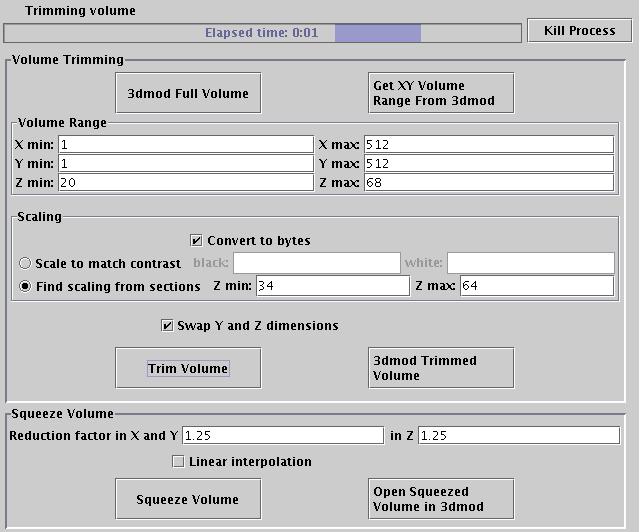 Trimming volume
Elapsed time: 0:01
Kill Process
Volume Trimming
3dmod Full Volume
Get XY Volume
Range From 3dmod
Volume Range
X min: 1 X max: 512
Y min: 1 Y max: 512
Z min: 20 Z max: 68
Scaling
Convert to bytes
Scale to match contrast black: white:
Find scaling from sections Z min: 34 Z max: 64
Swap Y and Z dimensions
Trim Volume
3dmod Trimmed
Volume
Squeeze Volume
Reduction factor in X and Y 1.25 in Z 1.25
Linear interpolation
Squeeze Volume
Open Squeezed
Volume in 3dmod